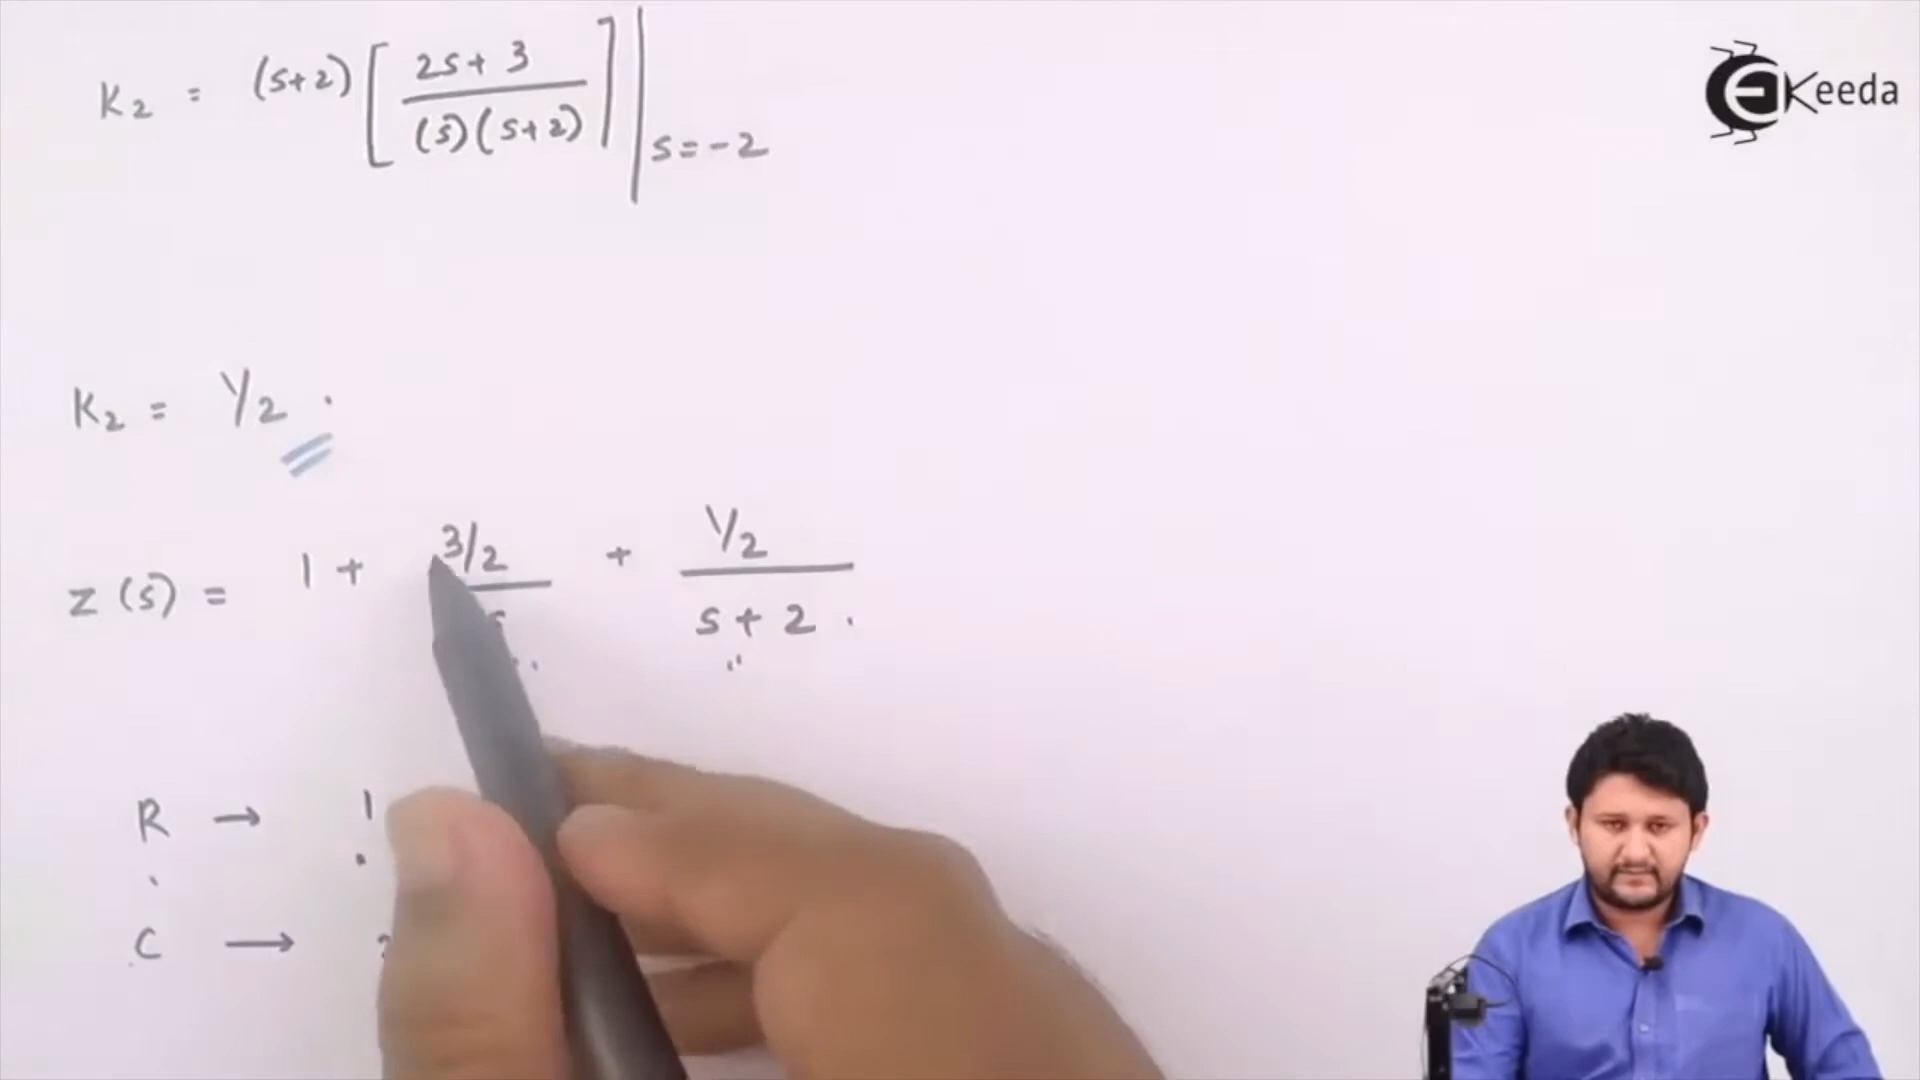 K2 = (s+2) [ 2s+3 / (s)(s+2) ] | s=-2
Keeda
K2 = 1/2 .
Z(s) = 1 + 3/2 / s + 1/2 / s+2 .
R → 1
C →